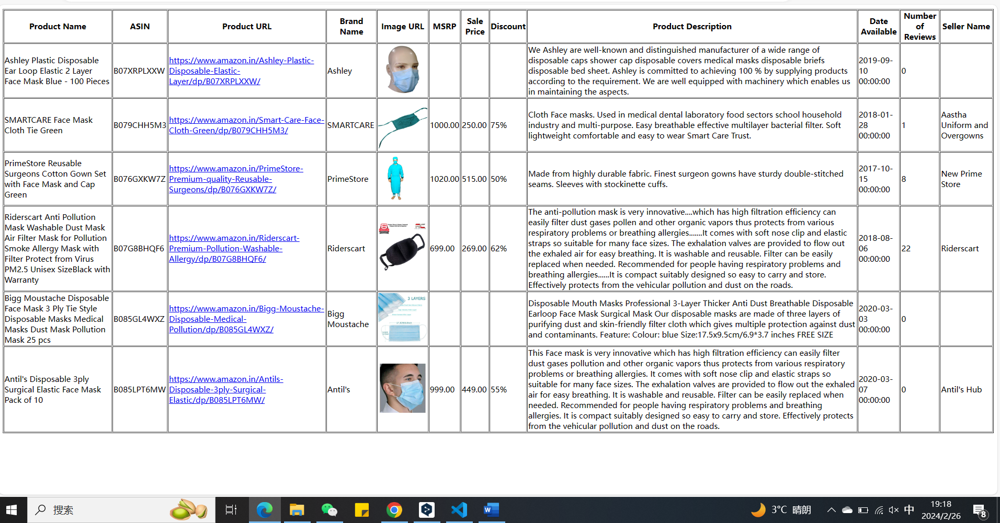 Product Name
ASIN
Product URL
Brand
Name
Image URL
MSRP
Sale
Price
Discount
Product Description
Date
Available
Number
of
Reviews
Seller Name
Ashley Plastic Disposable
Ear Loop Elastic 2 Layer
Face Mask Blue - 100 Pieces
B07XRPLXXW
https://www.amazon.in/Ashley-Plastic-
Disposable-Elastic-
Layer/dp/B07XRPLXXW/
Ashley
We Ashley are well-known and distinguished manufacturer of a wide range of
disposable caps shower cap disposable covers medical masks disposable briefs
disposable bed sheet. Ashley is committed to achieving 100 % by supplying products
according to the requirement. We are well equipped with machinery which enables us
in maintaining the aspects.
2019-09-
10
00:00:00
0
SMARTCARE Face Mask
Cloth Tie Green
B079CHH5M3
https://www.amazon.in/Smart-Care-Face-
Cloth-Green/dp/B079CHH5M3/
SMARTCARE
1000.00
250.00
75%
Cloth Face masks. Used in medical dental laboratory food sectors school household
industry and multi-purpose. Easy breathable effective multilayer bacterial filter. Soft
lightweight comfortable and easy to wear Smart Care Trust.
2018-01-
28
00:00:00
1
Aastha
Uniform and
Overgowns
PrimeStore Reusable
Surgeons Cotton Gown Set
with Face Mask and Cap
Green
B076GXKW7Z
https://www.amazon.in/PrimeStore-
Premium-quality-Reusable-
Surgeons/dp/B076GXKW7Z/
PrimeStore
1020.00
515.00
50%
Made from highly durable fabric. Finest surgeon gowns have sturdy double-stitched
seams. Sleeves with stockinette cuffs.
2017-10-
15
00:00:00
8
New Prime
Store
Riderscart Anti Pollution
Mask Washable Dust Mask
Air Filter Mask for Pollution
Smoke Allergy Mask with
Filter Protect from Virus
PM2.5 Unisex SizeBlack with
Warranty
B07G8BHQF6
https://www.amazon.in/Riderscart-
Premium-Pollution-Washable-
Allergy/dp/B07G8BHQF6/
Riderscart
699.00
269.00
62%
The anti-pollution mask is very innovative....which has high filtration efficiency can
easily filter dust gases pollen and other organic vapors thus protects from various
respiratory problems or breathing allergies.......It comes with soft nose clip and elastic
straps so suitable for many face sizes. The exhalation valves are provided to flow out
the exhaled air for easy breathing. It is washable and reusable. Filter can be easily
replaced when needed. Recommended for people having respiratory problems and
breathing allergies......It is compact suitably designed so easy to carry and store.
Effectively protects from the vehicular pollution and dust on the roads.
2018-08-
06
00:00:00
22
Riderscart
Bigg Moustache Disposable
Face Mask 3 Ply Tie Style
Disposable Masks Medical
Masks Dust Mask Pollution
Mask 25 pcs
B085GL4WXZ
https://www.amazon.in/Bigg-Moustache-
Disposable-Medical-
Pollution/dp/B085GL4WXZ/
Bigg
Moustache
3 LAYERS
Disposable Mouth Masks Professional 3-Layer Thicker Anti Dust Breathable Disposable
Earloop Face Mask Surgical Mask Our disposable masks are made of three layers of
purifying dust and skin-friendly filter cloth which gives multiple protection against dust
and contaminants. Feature: Colour: blue Size:17.5x9.5cm/6.9*3.7 inches FREE SIZE
2020-03-
03
00:00:00
0
Antil's Disposable 3ply
Surgical Elastic Face Mask
Pack of 10
B085LPT6MW
https://www.amazon.in/Antils-
Disposable-3ply-Surgical-
Elastic/dp/B085LPT6MW/
Antil's
999.00
449.00
55%
This Face mask is very innovative which has high filtration efficiency can easily filter
dust gases pollution and other organic vapors thus protects from various respiratory
problems or breathing allergies. It comes with soft nose clip and elastic straps so
suitable for many face sizes. The exhalation valves are provided to flow out the exhaled
air for easy breathing. It is washable and reusable. Filter can be easily replaced when
needed. Recommended for people having respiratory problems and breathing
allergies. It is compact suitably designed so easy to carry and store. Effectively protects
from the vehicular pollution and dust on the roads.
2020-03-
07
00:00:00
0
Antil's Hub
搜索
3°C 晴朗
中
19:18
2024/2/26
8